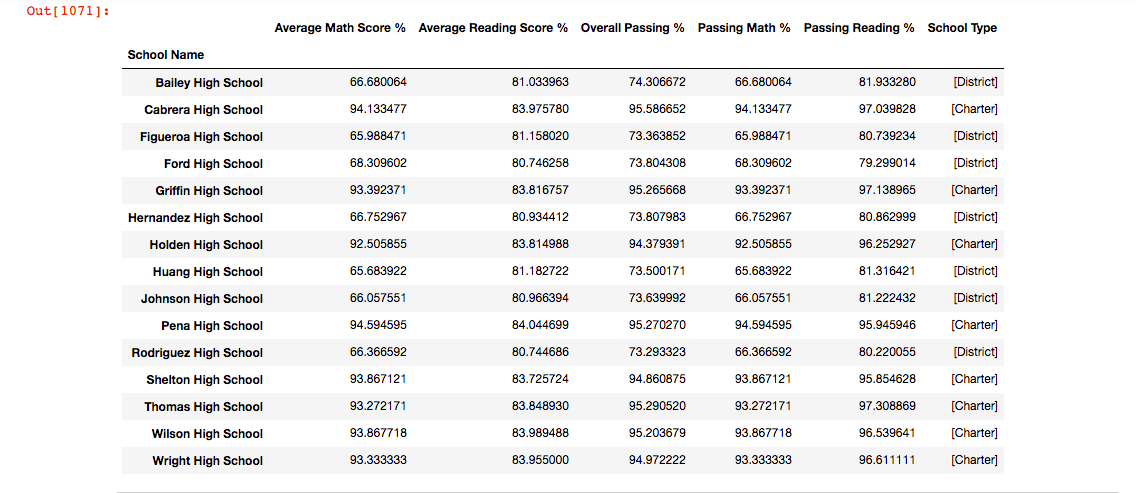 Out[1071]:
Average Math Score % Average Reading Score % Overall Passing % Passing Math % Passing Reading % School Type
School Name
Bailey High School 66.680064 81.033963 74.306672 66.680064 81.933280 [District]
Cabrera High School 94.133477 83.975780 95.586652 94.133477 97.039828 [Charter]
Figueroa High School 65.988471 81.158020 73.363852 65.988471 80.739234 [District]
Ford High School 68.309602 80.746258 73.804308 68.309602 79.299014 [District]
Griffin High School 93.392371 83.816757 95.265668 93.392371 97.138965 [Charter]
Hernandez High School 66.752967 80.934412 73.807983 66.752967 80.862999 [District]
Holden High School 92.505855 83.814988 94.379391 92.505855 96.252927 [Charter]
Huang High School 65.683922 81.182722 73.500171 65.683922 81.316421 [District]
Johnson High School 66.057551 80.966394 73.639992 66.057551 81.222432 [District]
Pena High School 94.594595 84.044699 95.270270 94.594595 95.945946 [Charter]
Rodriguez High School 66.366592 80.744686 73.293323 66.366592 80.220055 [District]
Shelton High School 93.867121 83.725724 94.860875 93.867121 95.854628 [Charter]
Thomas High School 93.272171 83.848930 95.290520 93.272171 97.308869 [Charter]
Wilson High School 93.867718 83.989488 95.203679 93.867718 96.539641 [Charter]
Wright High School 93.333333 83.955000 94.972222 93.333333 96.611111 [Charter]